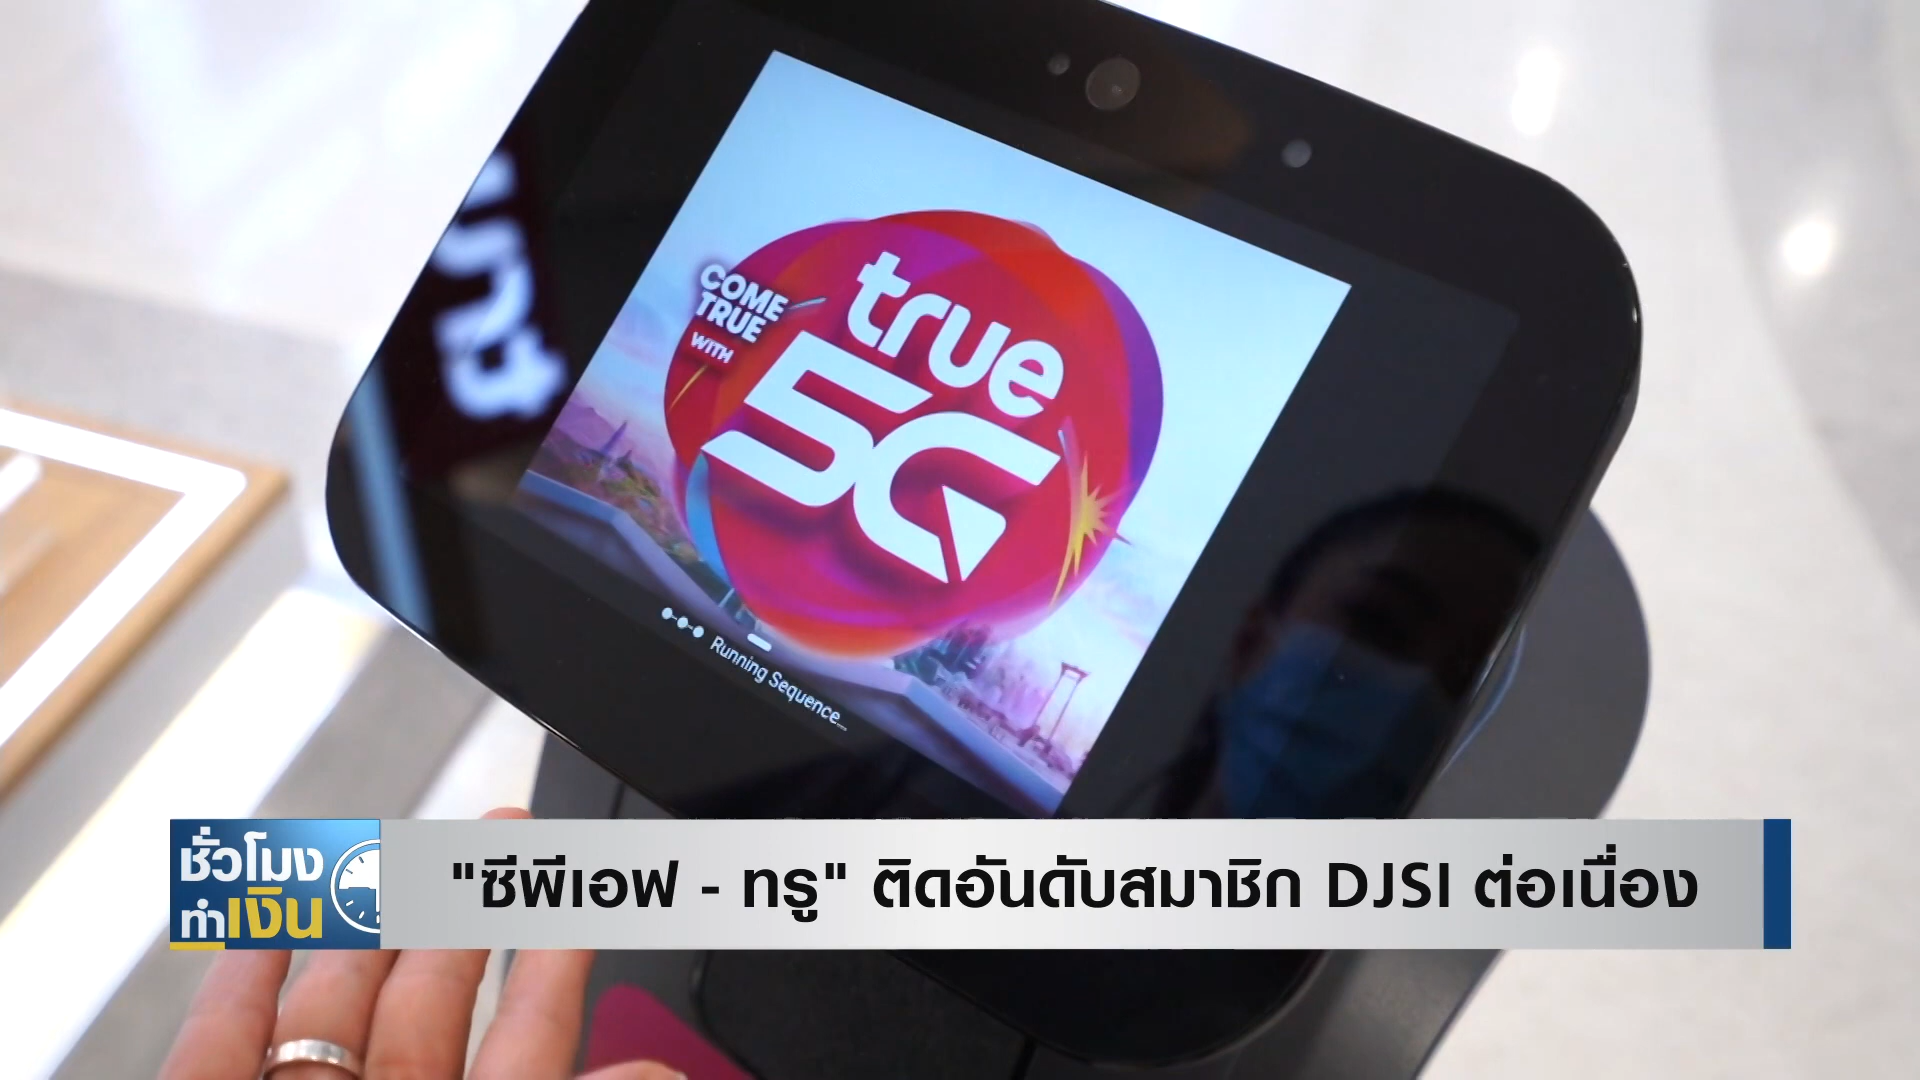 true
COME
TRUE
WITH
5G
Running Sequence...
ชั่วโมง
ทำเงิน
"ซีพีเอฟ - ทรู" ติดอันดับสมาชิก DJSI ต่อเนื่อง